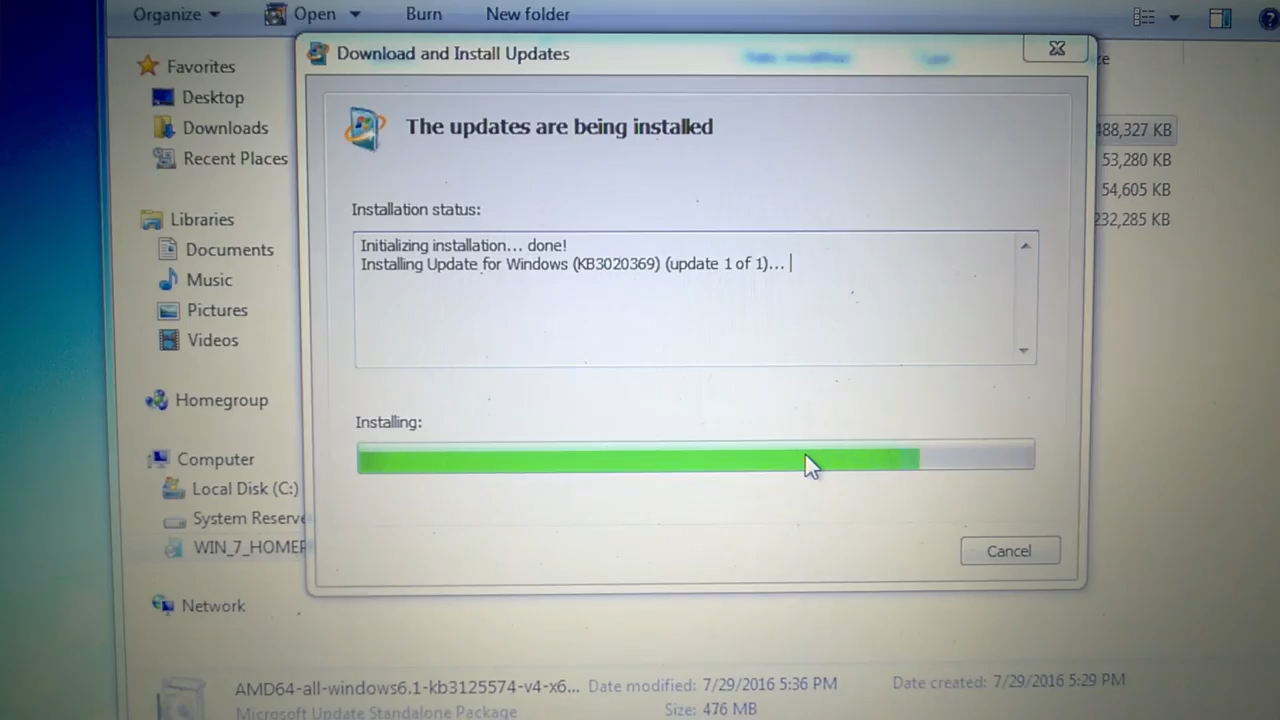 Organize Open Burn New folder
Download and Install Updates
The updates are being installed
Installation status:
Initializing installation... done!
Installing Update for Windows (KB3020369) (update 1 of 1)...
Installing:
Cancel
Favorites
Desktop
Downloads
Recent Places
Libraries
Documents
Music
Pictures
Videos
Homegroup
Computer
Local Disk (C:)
System Reserve
WIN_7_HOMEP
Network
488,327 KB
53,280 KB
54,605 KB
232,285 KB
AMD64-all-windows6.1-kb3125574-v4-x6... Date modified: 7/29/2016 5:36 PM Date created: 7/29/2016 5:29 PM
Microsoft Update Standalone Package Size: 476 MB